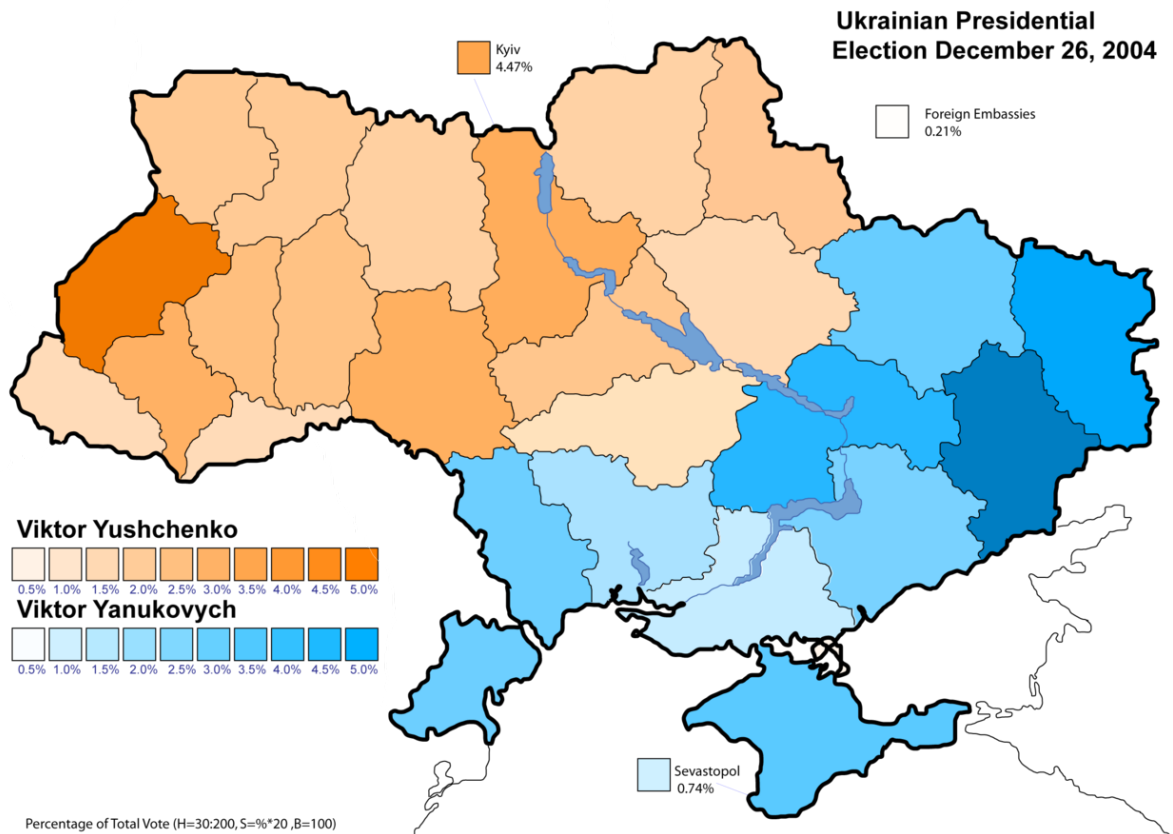 Ukrainian Presidential
Election December 26, 2004
Kyiv
4.47%
Foreign Embassies
0.21%
Viktor Yushchenko
0.5% 1.0% 1.5% 2.0% 2.5% 3.0% 3.5% 4.0% 4.5% 5.0%
Viktor Yanukovych
0.5% 1.0% 1.5% 2.0% 2.5% 3.0% 3.5% 4.0% 4.5% 5.0%
Sevastopol
0.74%
Percentage of Total Vote (H=30:200, S=%*20 ,B=100)